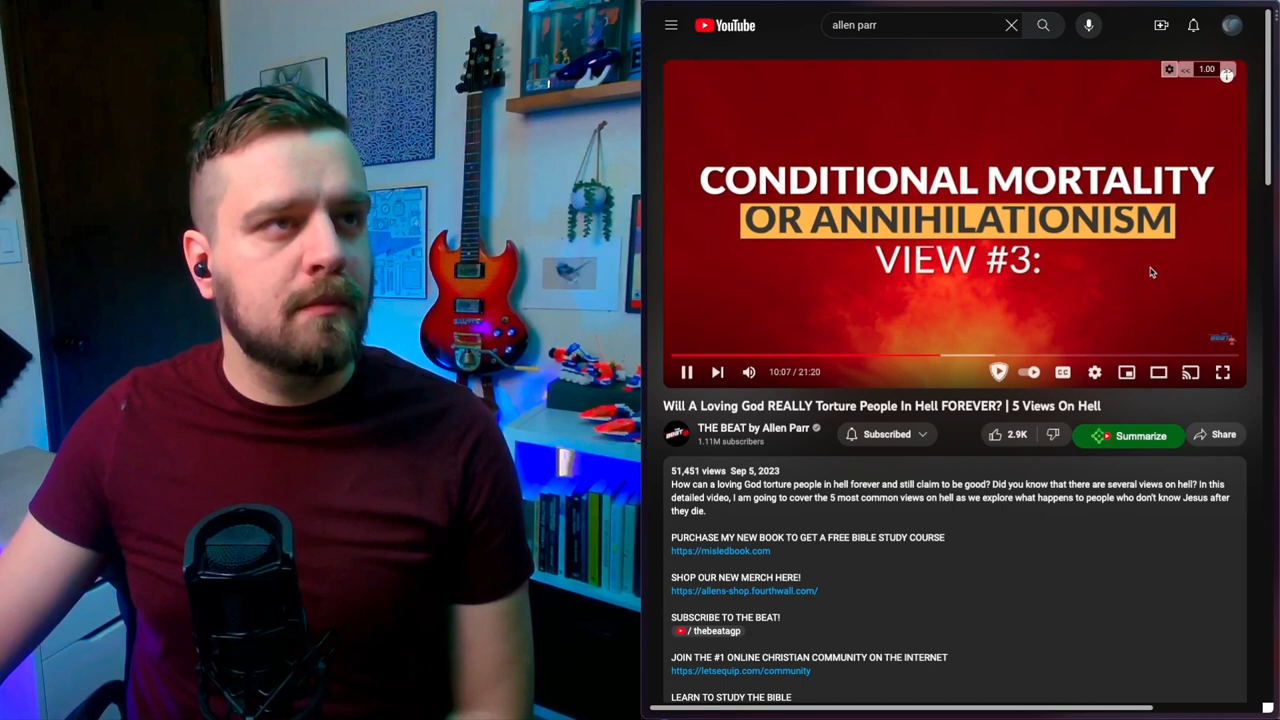 YouTube
allen parr
<< 1.00
CONDITIONAL MORTALITY
OR ANNIHILATIONISM
VIEW #3:
BEAT
10:07 / 21:20
CC
Will A Loving God REALLY Torture People In Hell FOREVER? | 5 Views On Hell
THE BEAT by Allen Parr
1.11M subscribers
Subscribed
2.9K
Summarize
Share
51,451 views Sep 5, 2023
How can a loving God torture people in hell forever and still claim to be good? Did you know that there are several views on hell? In this
detailed video, I am going to cover the 5 most common views on hell as we explore what happens to people who don't know Jesus after
they die.
PURCHASE MY NEW BOOK TO GET A FREE BIBLE STUDY COURSE
https://misledbook.com
SHOP OUR NEW MERCH HERE!
https://allens-shop.fourthwall.com/
SUBSCRIBE TO THE BEAT!
/ thebeatagp
JOIN THE #1 ONLINE CHRISTIAN COMMUNITY ON THE INTERNET
https://letsequip.com/community
LEARN TO STUDY THE BIBLE